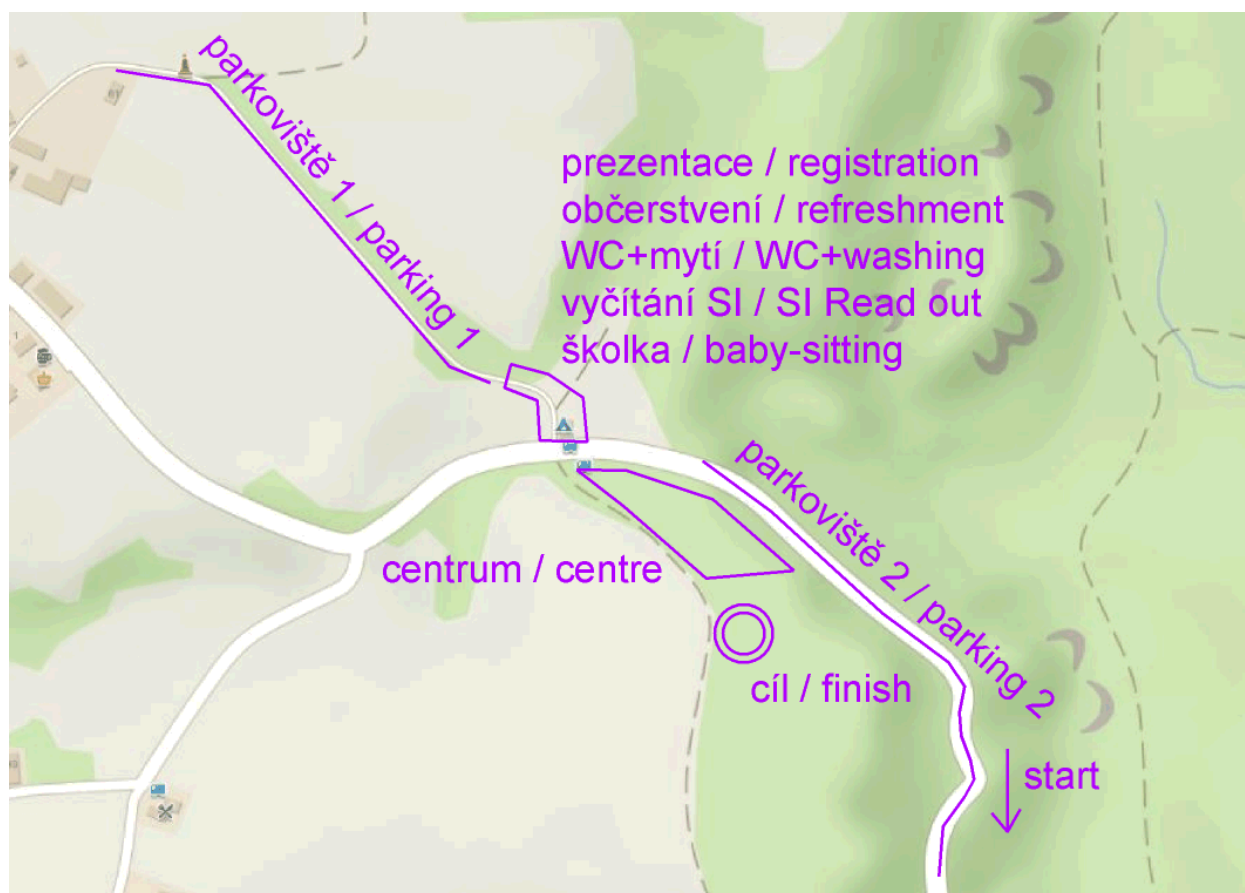 parkoviště 1 / parking 1
prezentace / registration
občerstvení / refreshment
WC+mytí / WC+washing
vyčítání SI / SI Read out
školka / baby-sitting
parkoviště 2 / parking 2
centrum / centre
cíl / finish
start